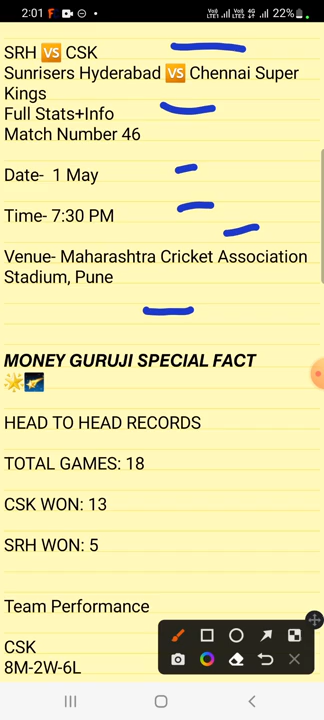 2:01 F 22%
SRH VS CSK
Sunrisers Hyderabad VS Chennai Super
Kings
Full Stats+Info
Match Number 46
Date- 1 May
Time- 7:30 PM
Venue- Maharashtra Cricket Association
Stadium, Pune
MONEY GURUJI SPECIAL FACT
HEAD TO HEAD RECORDS
TOTAL GAMES: 18
CSK WON: 13
SRH WON: 5
Team Performance
CSK
8M-2W-6L